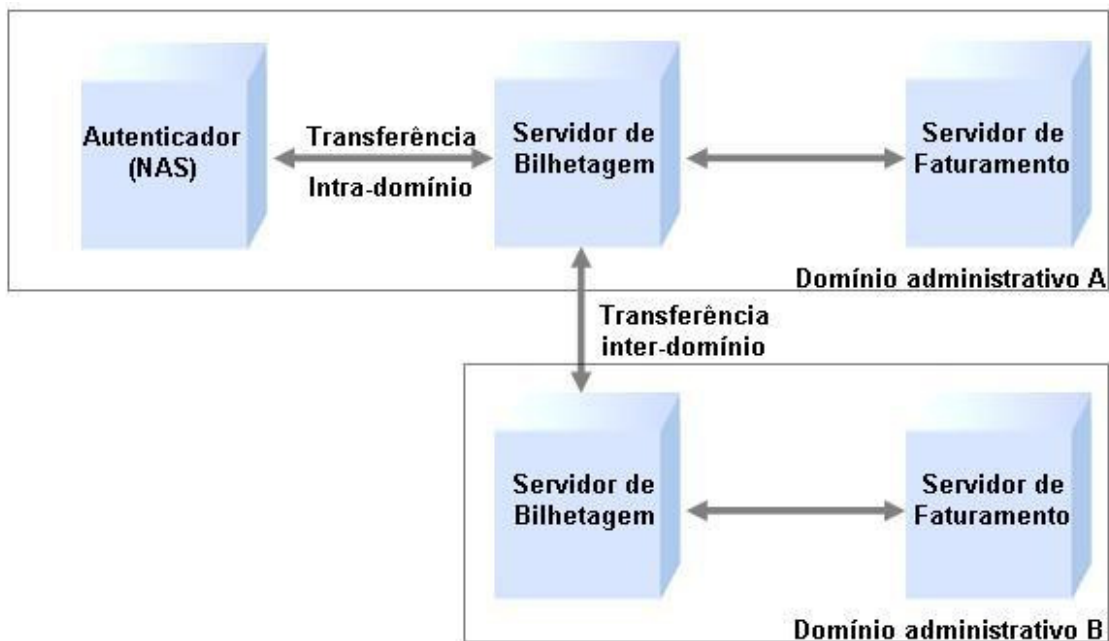 Autenticador
(NAS)
Transferência
Intra-domínio
Servidor de
Bilhetagem
Servidor de
Faturamento
Domínio administrativo A
Transferência
inter-domínio
Servidor de
Bilhetagem
Servidor de
Faturamento
Domínio administrativo B